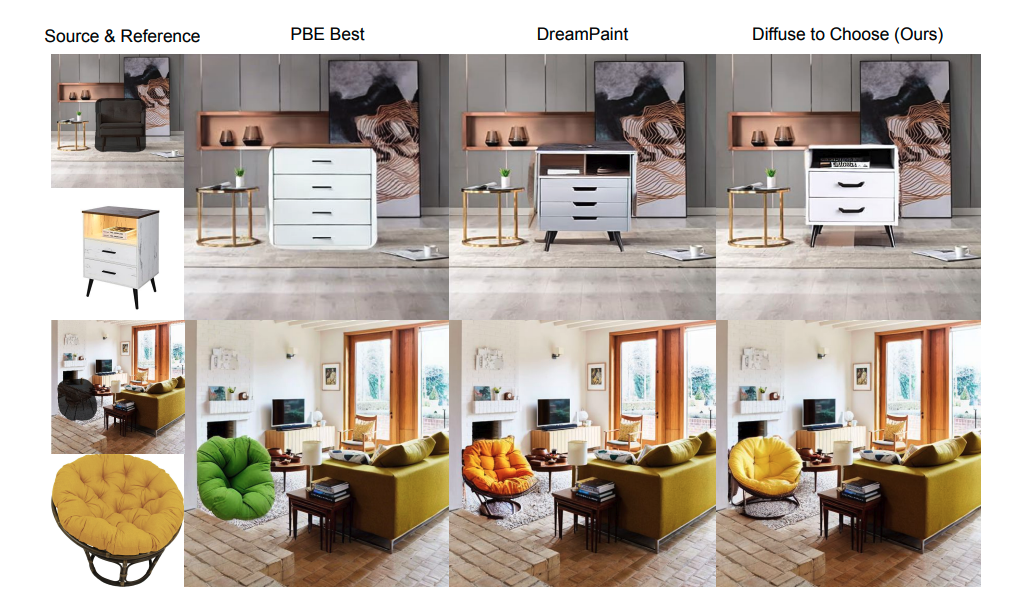 Source & Reference
PBE Best
DreamPaint
Diffuse to Choose (Ours)